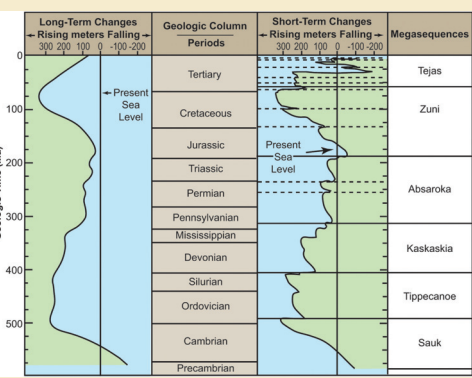 Long-Term Changes
Rising meters Falling
300 200 100 0 -100 -200
Geologic Column
Periods
Short-Term Changes
Rising meters Falling
300 200 100 0 -100 -200
Megasequences
0
100
200
300
400
500
Present
Sea
Level
Tertiary
Cretaceous
Jurassic
Triassic
Permian
Pennsylvanian
Mississippian
Devonian
Silurian
Ordovician
Cambrian
Precambrian
Present
Sea
Level
Tejas
Zuni
Absaroka
Kaskaskia
Tippecanoe
Sauk